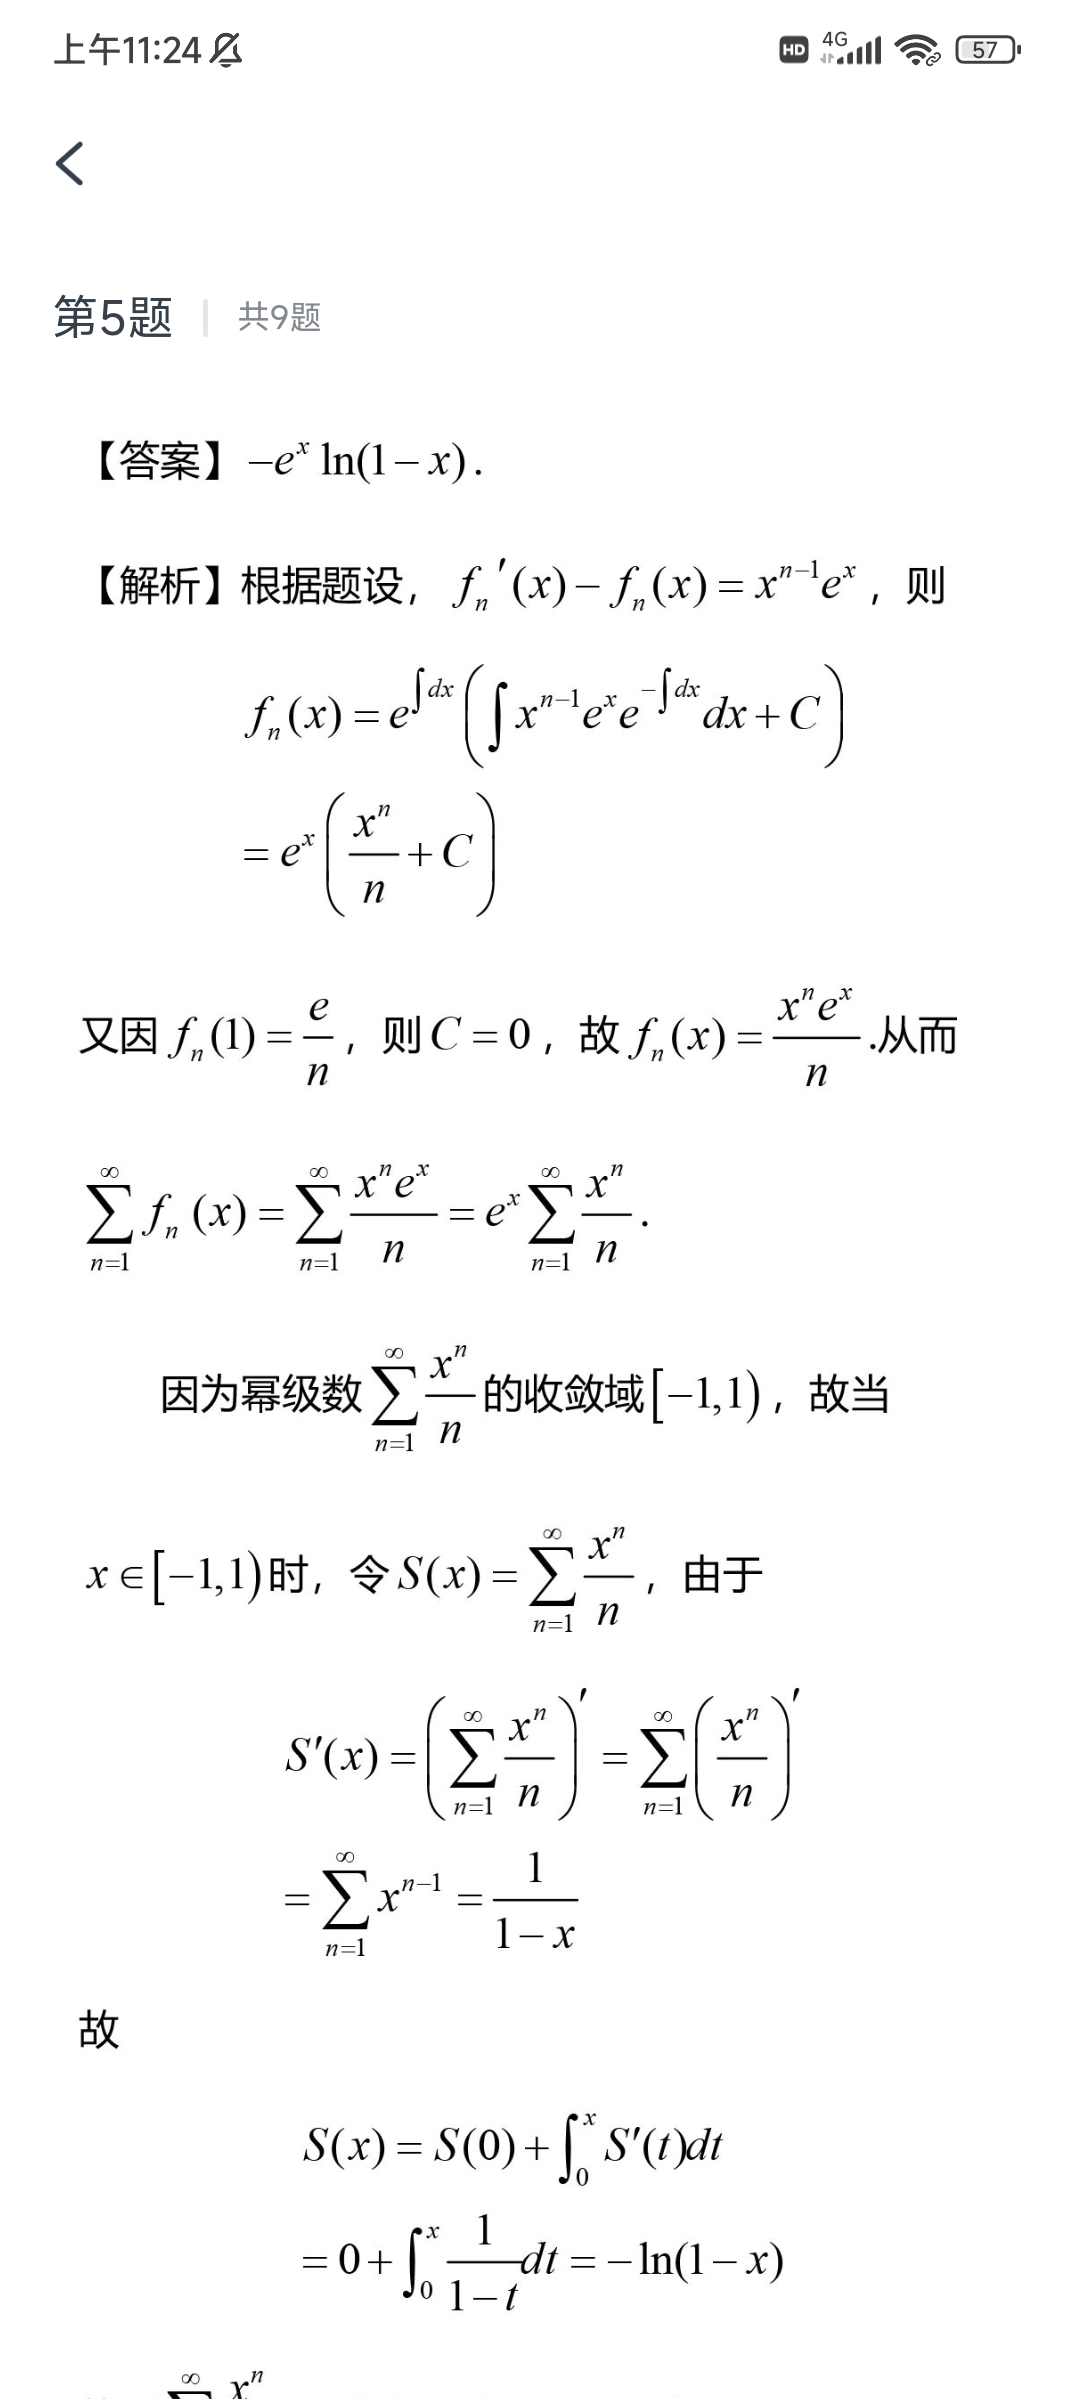 上午11:24
HD 4G 57
第5题 | 共9题
【答案】 $-e^x \ln(1-x)$ .
【解析】根据题设, $f_n'(x) - f_n(x) = x^{n-1}e^x$ ,则
$f_n(x) = e^{\int dx}\left(\int x^{n-1}e^x e^{-\int dx}dx + C\right)$
$= e^x\left(\frac{x^n}{n} + C\right)$
又因 $f_n(1) = \frac{e}{n}$ ,则 $C = 0$ ,故 $f_n(x) = \frac{x^n e^x}{n}$ .从而
$\sum_{n=1}^{\infty} f_n(x) = \sum_{n=1}^{\infty} \frac{x^n e^x}{n} = e^x \sum_{n=1}^{\infty} \frac{x^n}{n}$ .
因为幂级数 $\sum_{n=1}^{\infty} \frac{x^n}{n}$ 的收敛域 $[-1,1)$ ,故当
$x \in [-1,1)$ 时,令 $S(x) = \sum_{n=1}^{\infty} \frac{x^n}{n}$ ,由于
$S'(x) = \left(\sum_{n=1}^{\infty} \frac{x^n}{n}\right)' = \sum_{n=1}^{\infty} \left(\frac{x^n}{n}\right)'$
$= \sum_{n=1}^{\infty} x^{n-1} = \frac{1}{1-x}$
故
$S(x) = S(0) + \int_0^x S'(t)dt$
$= 0 + \int_0^x \frac{1}{1-t}dt = -\ln(1-x)$